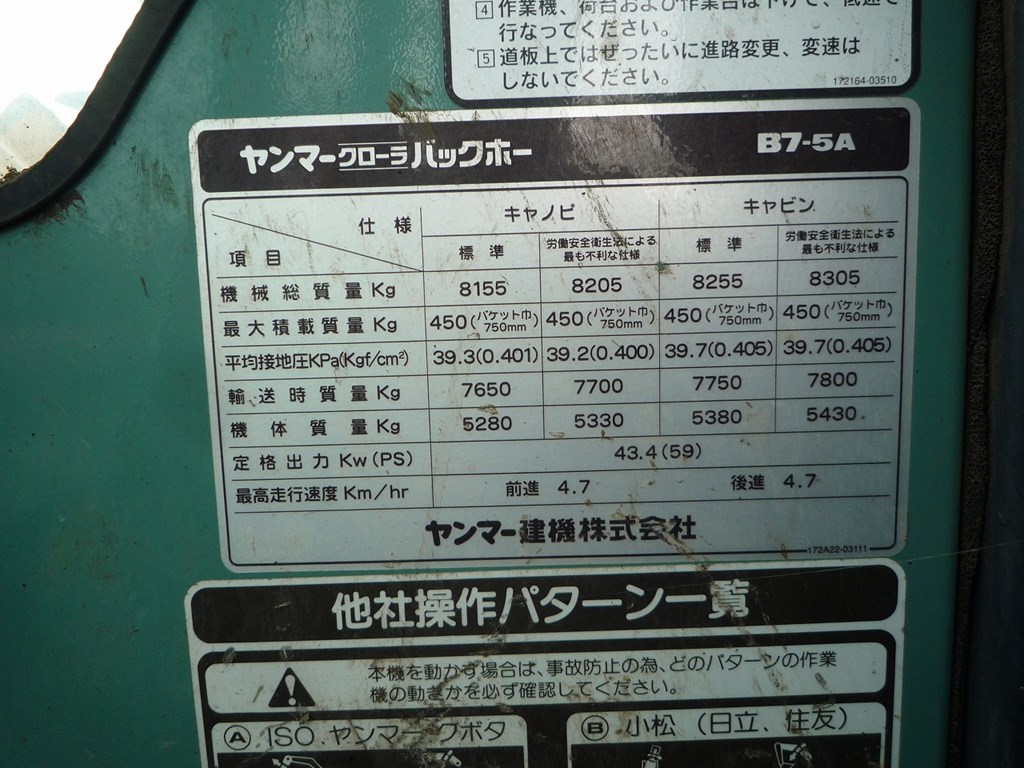 4 作業機、荷台および作業台は下げて、低速で
行なってください。
5 道板上ではぜったいに進路変更、変速は
しないでください。
172164-03510
ヤンマークローラバックホー B7-5A
仕様 キャノピ キャビン
項目 標準 労働安全衛生法による最も不利な仕様 標準 労働安全衛生法による最も不利な仕様
機械総質量 Kg 8155 8205 8255 8305
最大積載質量 Kg 450(バケット巾750mm) 450(バケット巾750mm) 450(バケット巾750mm) 450(バケット巾750mm)
平均接地圧KPa(Kgf/cm²) 39.3(0.401) 39.2(0.400) 39.7(0.405) 39.7(0.405)
輸送時質量 Kg 7650 7700 7750 7800
機体質量 Kg 5280 5330 5380 5430
定格出力 Kw(PS) 43.4(59)
最高走行速度 Km/hr 前進 4.7 後進 4.7
ヤンマー建機株式会社
172A22-03111
他社操作パターン一覧
本機を動かす場合は、事故防止の為、どのパターンの作業
機の動きかを必ず確認してください。
A ISO、ヤンマー、クボタ B 小松(日立、住友)